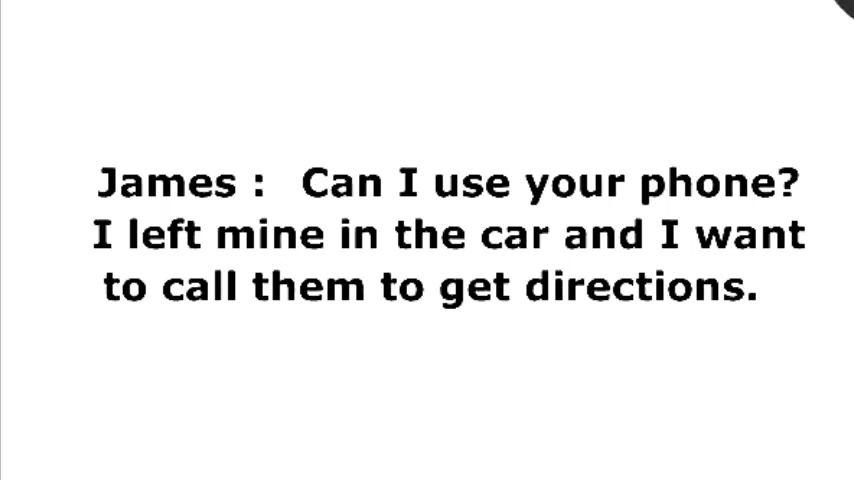 James :   Can I use your phone?
I left mine in the car and I want
to call them to get directions.